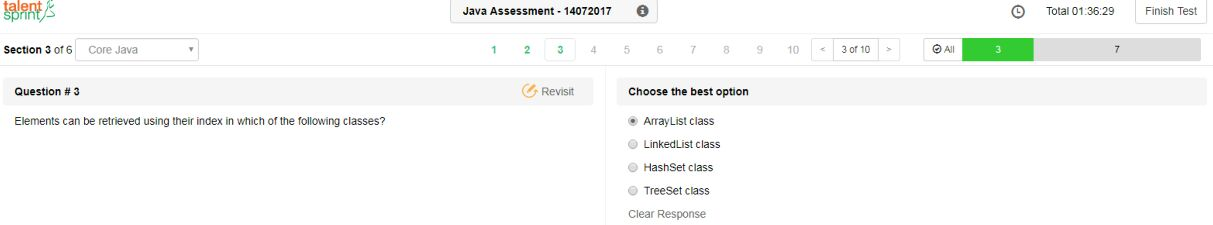 talent
sprint
Java Assessment - 14072017
Total 01:36:29
Finish Test
Section 3 of 6
Core Java
1 2 3 4 5 6 7 8 9 10
<
3 of 10
>
All
3
7
Question # 3
Revisit
Elements can be retrieved using their index in which of the following classes?
Choose the best option
ArrayList class
LinkedList class
HashSet class
TreeSet class
Clear Response